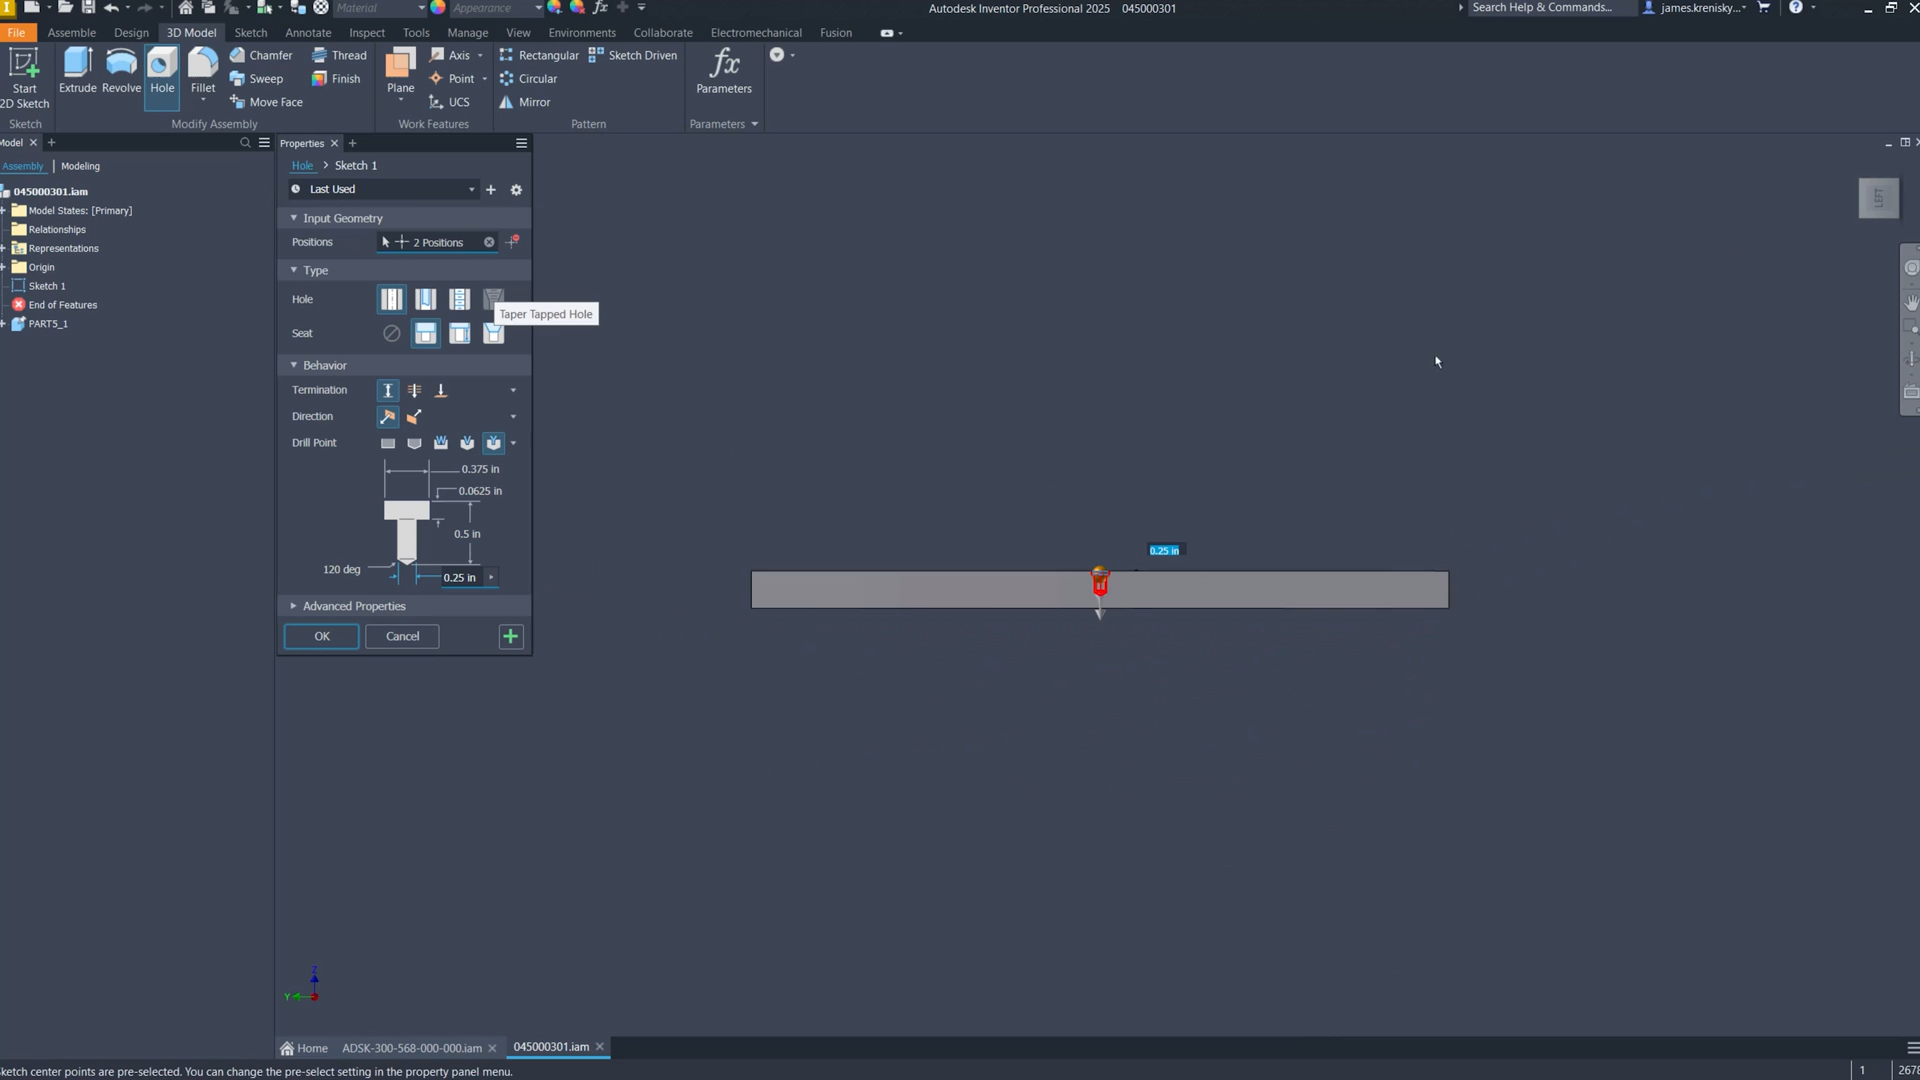 I Material Appearance fx Autodesk Inventor Professional 2025 045000301 Search Help & Commands... james.krenisky...
File Assemble Design 3D Model Sketch Annotate Inspect Tools Manage View Environments Collaborate Electromechanical Fusion
Start
2D Sketch
Extrude
Revolve
Hole
Fillet
Chamfer
Sweep
Move Face
Thread
Finish
Plane
Axis
Point
UCS
Rectangular
Circular
Mirror
Sketch Driven
fx
Parameters
Sketch Modify Assembly Work Features Pattern Parameters
Model
Assembly | Modeling
045000301.iam
Model States: [Primary]
Relationships
Representations
Origin
Sketch 1
End of Features
PART5_1
Properties
Hole > Sketch 1
Last Used
Input Geometry
Positions 2 Positions
Type
Hole
Taper Tapped Hole
Seat
Behavior
Termination
Direction
Drill Point W V V
0.375 in
0.0625 in
0.5 in
120 deg
0.25 in
Advanced Properties
OK Cancel
LEFT
0.25 in
Z
Y
Home ADSK-300-568-000-000.iam 045000301.iam
ketch center points are pre-selected. You can change the pre-select setting in the property panel menu. 1 2678